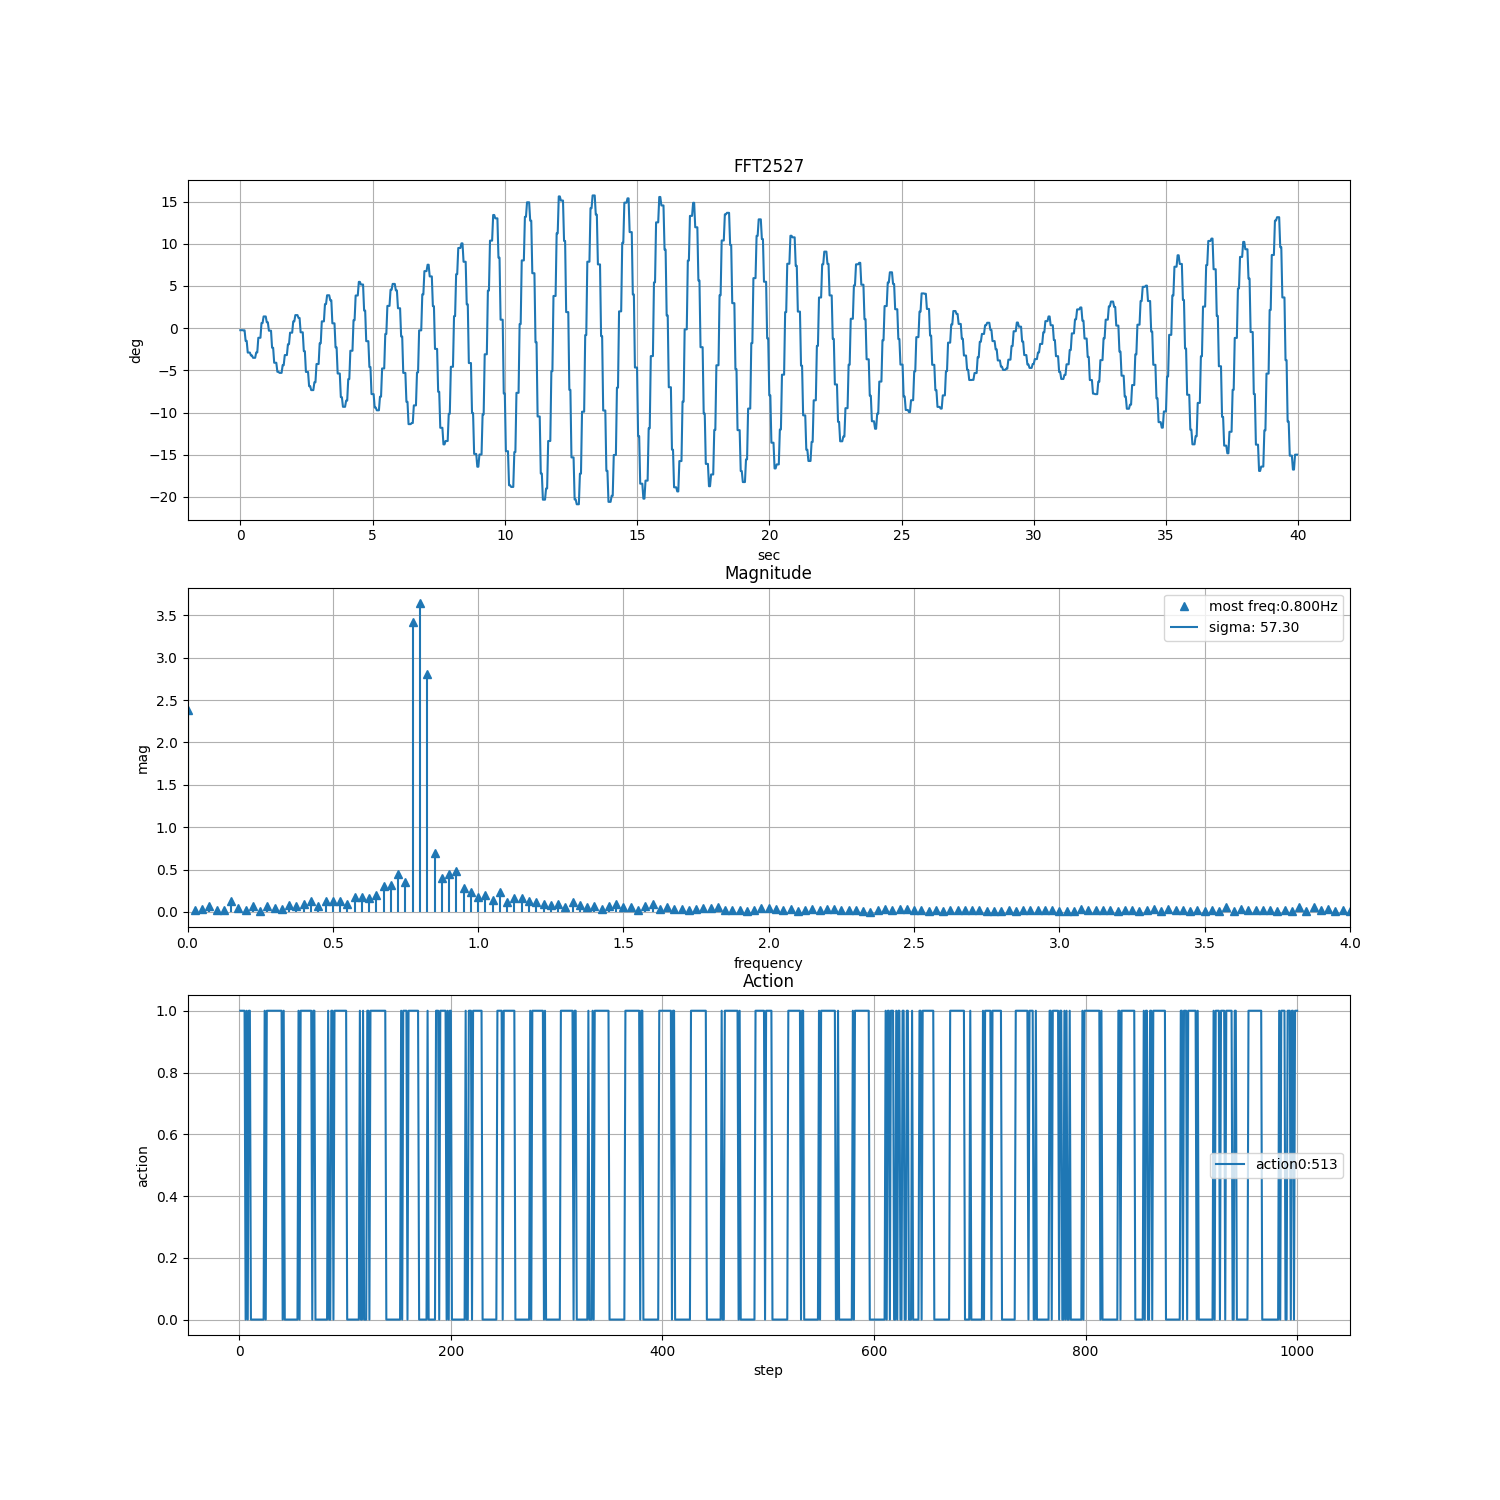 FFT2527
15
10
5
0
−5
−10
−15
−20
deg
0 5 10 15 20 25 30 35 40
sec
Magnitude
most freq:0.800Hz
sigma: 57.30
3.5
3.0
2.5
2.0
1.5
1.0
0.5
0.0
mag
0.0 0.5 1.0 1.5 2.0 2.5 3.0 3.5 4.0
frequency
Action
1.0
0.8
0.6
0.4
0.2
0.0
action
action0:513
0 200 400 600 800 1000
step